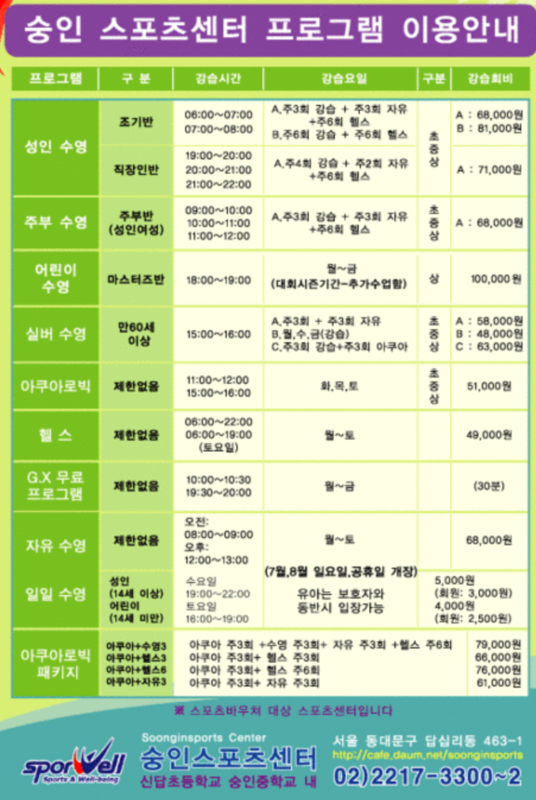 숭인 스포츠센터 프로그램 이용안내
프로그램 구 분 강습시간 강습요일 구분 강습회비
성인 수영
조기반
06:00~07:00
07:00~08:00
A.주3회 강습 + 주3회 자유
+주6회 헬스
B.주6회 강습 + 주6회 헬스
초
중
상
A : 68,000원
B : 81,000원
직장인반
19:00~20:00
20:00~21:00
21:00~22:00
A.주4회 강습 + 주2회 자유
+주6회 헬스
A : 71,000원
주부 수영
주부반
(성인여성)
09:00~10:00
10:00~11:00
11:00~12:00
A.주3회 강습 + 주3회 자유
+주6회 헬스
초
중
상
A : 68,000원
어린이
수영
마스터즈반
18:00~19:00
월~금
(대회시즌기간-추가수업함)
상
100,000원
실버 수영
만60세
이상
15:00~16:00
A.주3회 + 주3회 자유
B.월,수,금(강습)
C.주3회 강습+주3회 아쿠아
초
중
상
A : 58,000원
B : 48,000원
C : 63,000원
아쿠아로빅
제한없음
11:00~12:00
15:00~16:00
화,목,토
초
중
상
51,000원
헬 스
제한없음
06:00~22:00
06:00~19:00
(토요일)
월~토
49,000원
G.X 무료
프로그램
제한없음
10:00~10:30
19:30~20:00
월~금
(30분)
자유 수영
제한없음
오전:
08:00~09:00
오후:
12:00~13:00
월~토
(7월,8월 일요일,공휴일 개장)
68,000원
일일 수영
성인
(14세 이상)
어린이
(14세 미만)
수요일
19:00~22:00
토요일
16:00~19:00
유아는 보호자와
동반시 입장가능
5,000원
(회원: 3,000원)
4,000원
(회원: 2,500원)
아쿠아로빅
패키지
아쿠아+수영3 아쿠아 주3회 +수영 주3회+ 자유 주3회 +헬스 주6회 79,000원
아쿠아+헬스3 아쿠아 주3회+ 헬스 주3회 66,000원
아쿠아+헬스6 아쿠아 주3회+ 헬스 주6회 76,000원
아쿠아+자유3 아쿠아 주3회+ 자유 주3회 61,000원
※ 스포츠바우쳐 대상 스포츠센터입니다
sporWell
Sports & Well-being
Soonginsports Center
숭인스포츠센터
신답초등학교 숭인중학교 내
서울 동대문구 답십리동 463-1
http://cafe.daum.net/soonginsports
02)2217-3300~2